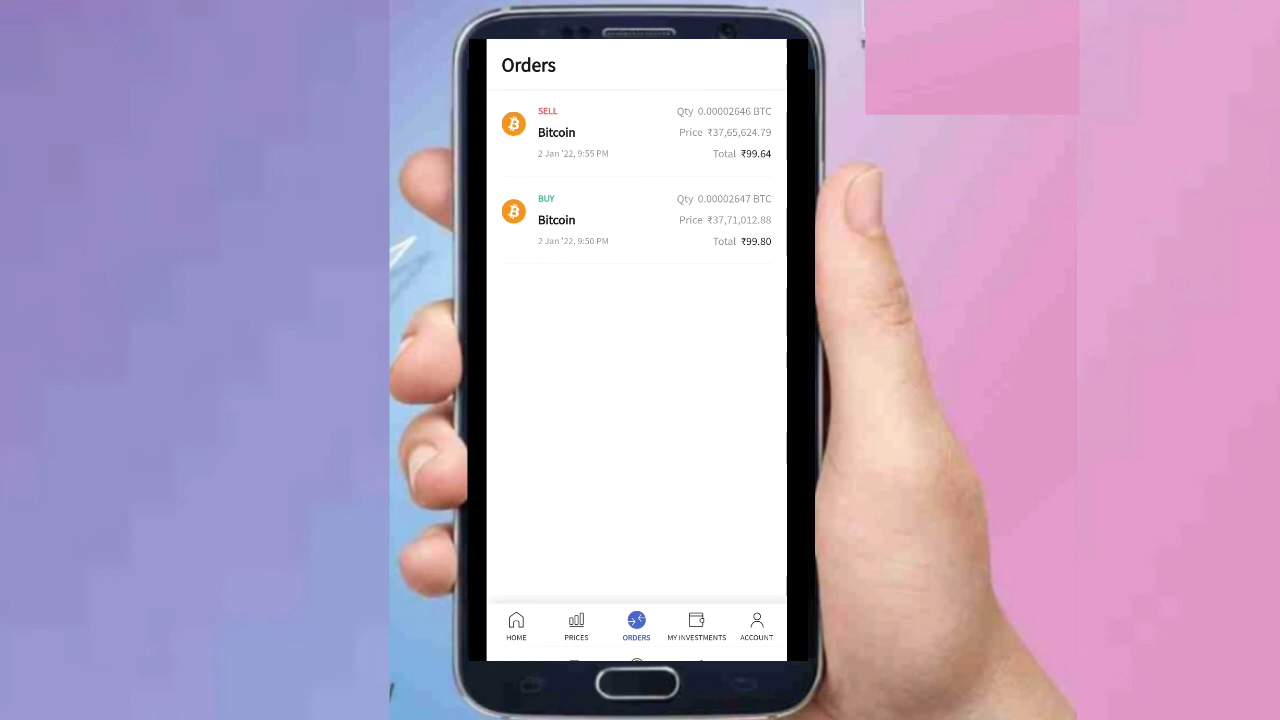 Orders
SELL
Qty 0.00002646 BTC
Bitcoin
Price ₹37,65,624.79
2 Jan '22, 9:55 PM
Total ₹99.64
BUY
Qty 0.00002647 BTC
Bitcoin
Price ₹37,71,012.88
2 Jan '22, 9:50 PM
Total ₹99.80
HOME
PRICES
ORDERS
MY INVESTMENTS
ACCOUNT